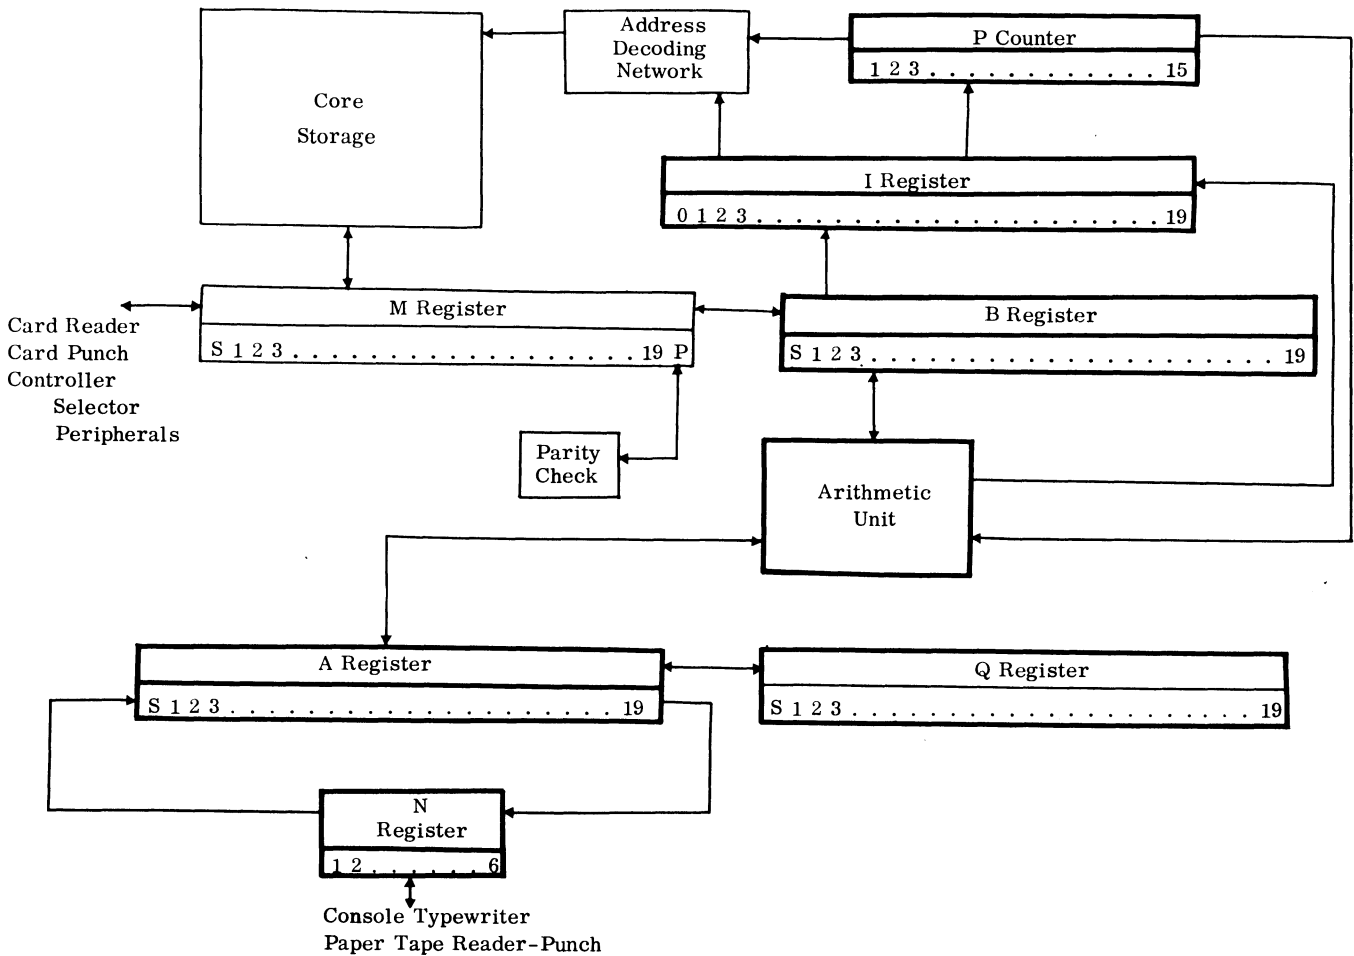 Address
Decoding
Network
P Counter
1 2 3 . . . . . . . . . . . . 15
Core
Storage
I Register
0 1 2 3 . . . . . . . . . . . . . . . . . . . . . 19
M Register
S 1 2 3 . . . . . . . . . . . . . . . . . . 19 P
B Register
S 1 2 3 . . . . . . . . . . . . . . . . . . . . . 19
Card Reader
Card Punch
Controller
Selector
Peripherals
Parity
Check
Arithmetic
Unit
A Register
S 1 2 3 . . . . . . . . . . . . . . . . . . . . 19
Q Register
S 1 2 3 . . . . . . . . . . . . . . . . . . . . 19
N
Register
1 2 . . . . . . 6
Console Typewriter
Paper Tape Reader-Punch